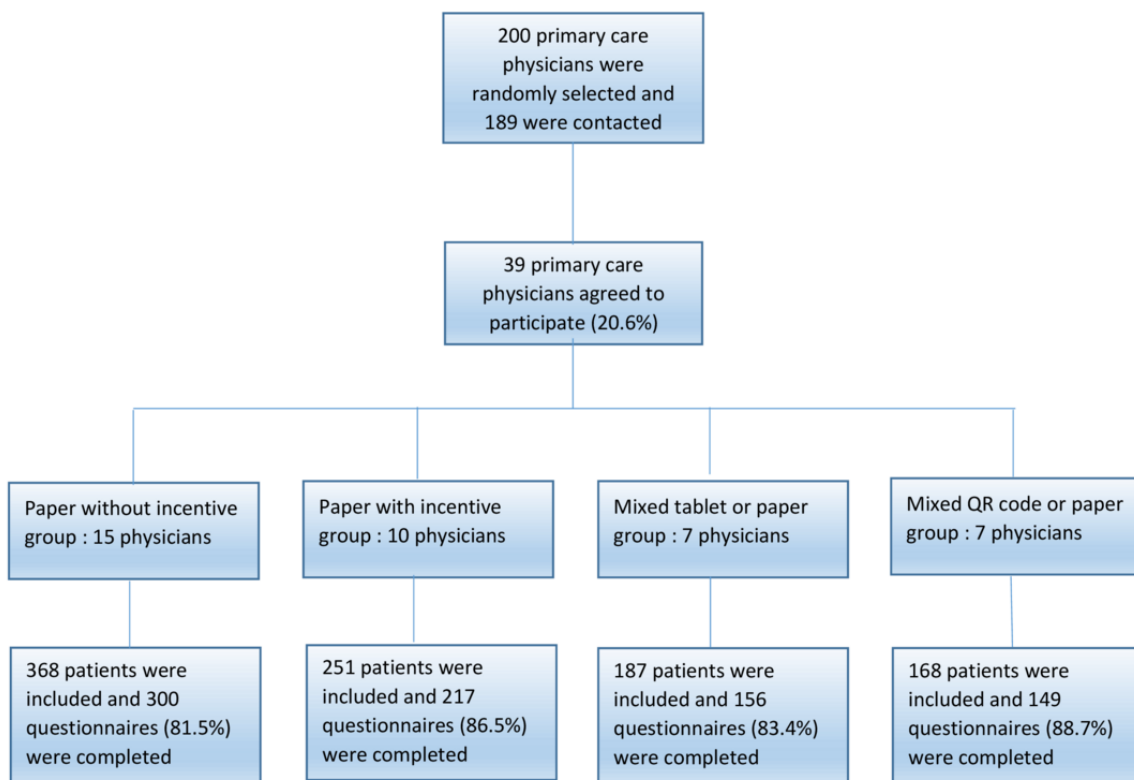 200 primary care
physicians were
randomly selected and
189 were contacted
39 primary care
physicians agreed to
participate (20.6%)
Paper without incentive
group : 15 physicians
Paper with incentive
group : 10 physicians
Mixed tablet or paper
group : 7 physicians
Mixed QR code or paper
group : 7 physicians
368 patients were
included and 300
questionnaires (81.5%)
were completed
251 patients were
included and 217
questionnaires (86.5%)
were completed
187 patients were
included and 156
questionnaires (83.4%)
were completed
168 patients were
included and 149
questionnaires (88.7%)
were completed